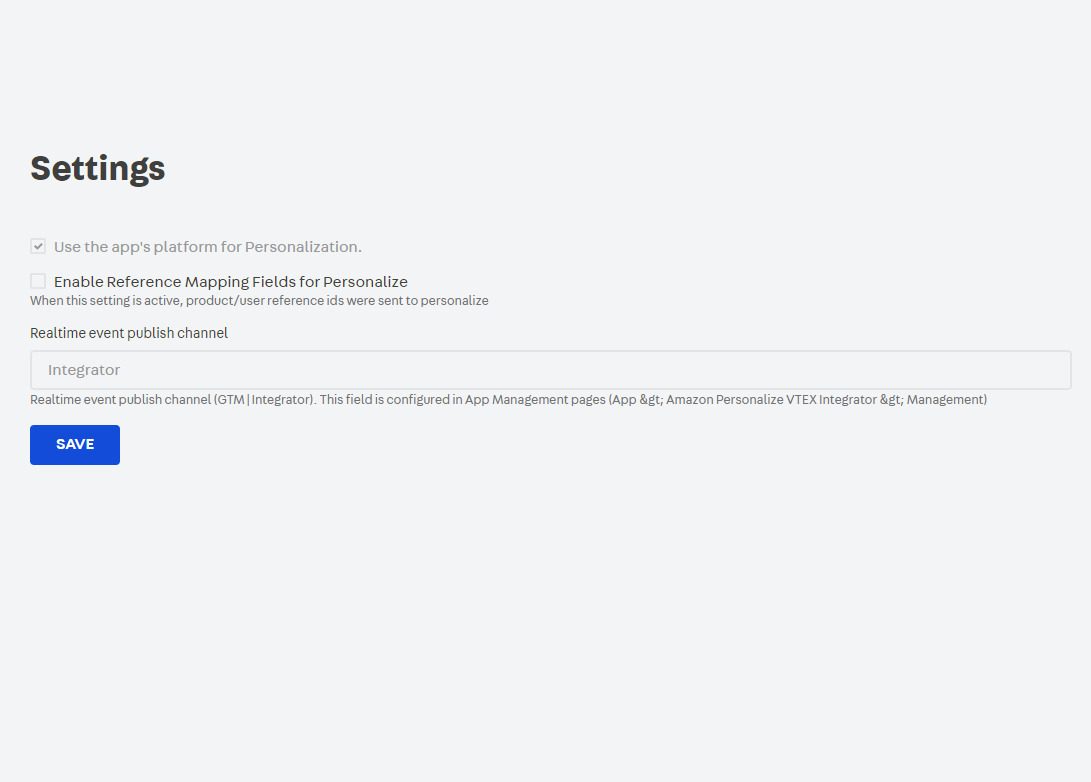 Settings
Use the app's platform for Personalization.
Enable Reference Mapping Fields for Personalize
When this setting is active, product/user reference ids were sent to personalize
Realtime event publish channel
Integrator
Realtime event publish channel (GTM | Integrator). This field is configured in App Management pages (App &gt; Amazon Personalize VTEX Integrator &gt; Management)
SAVE